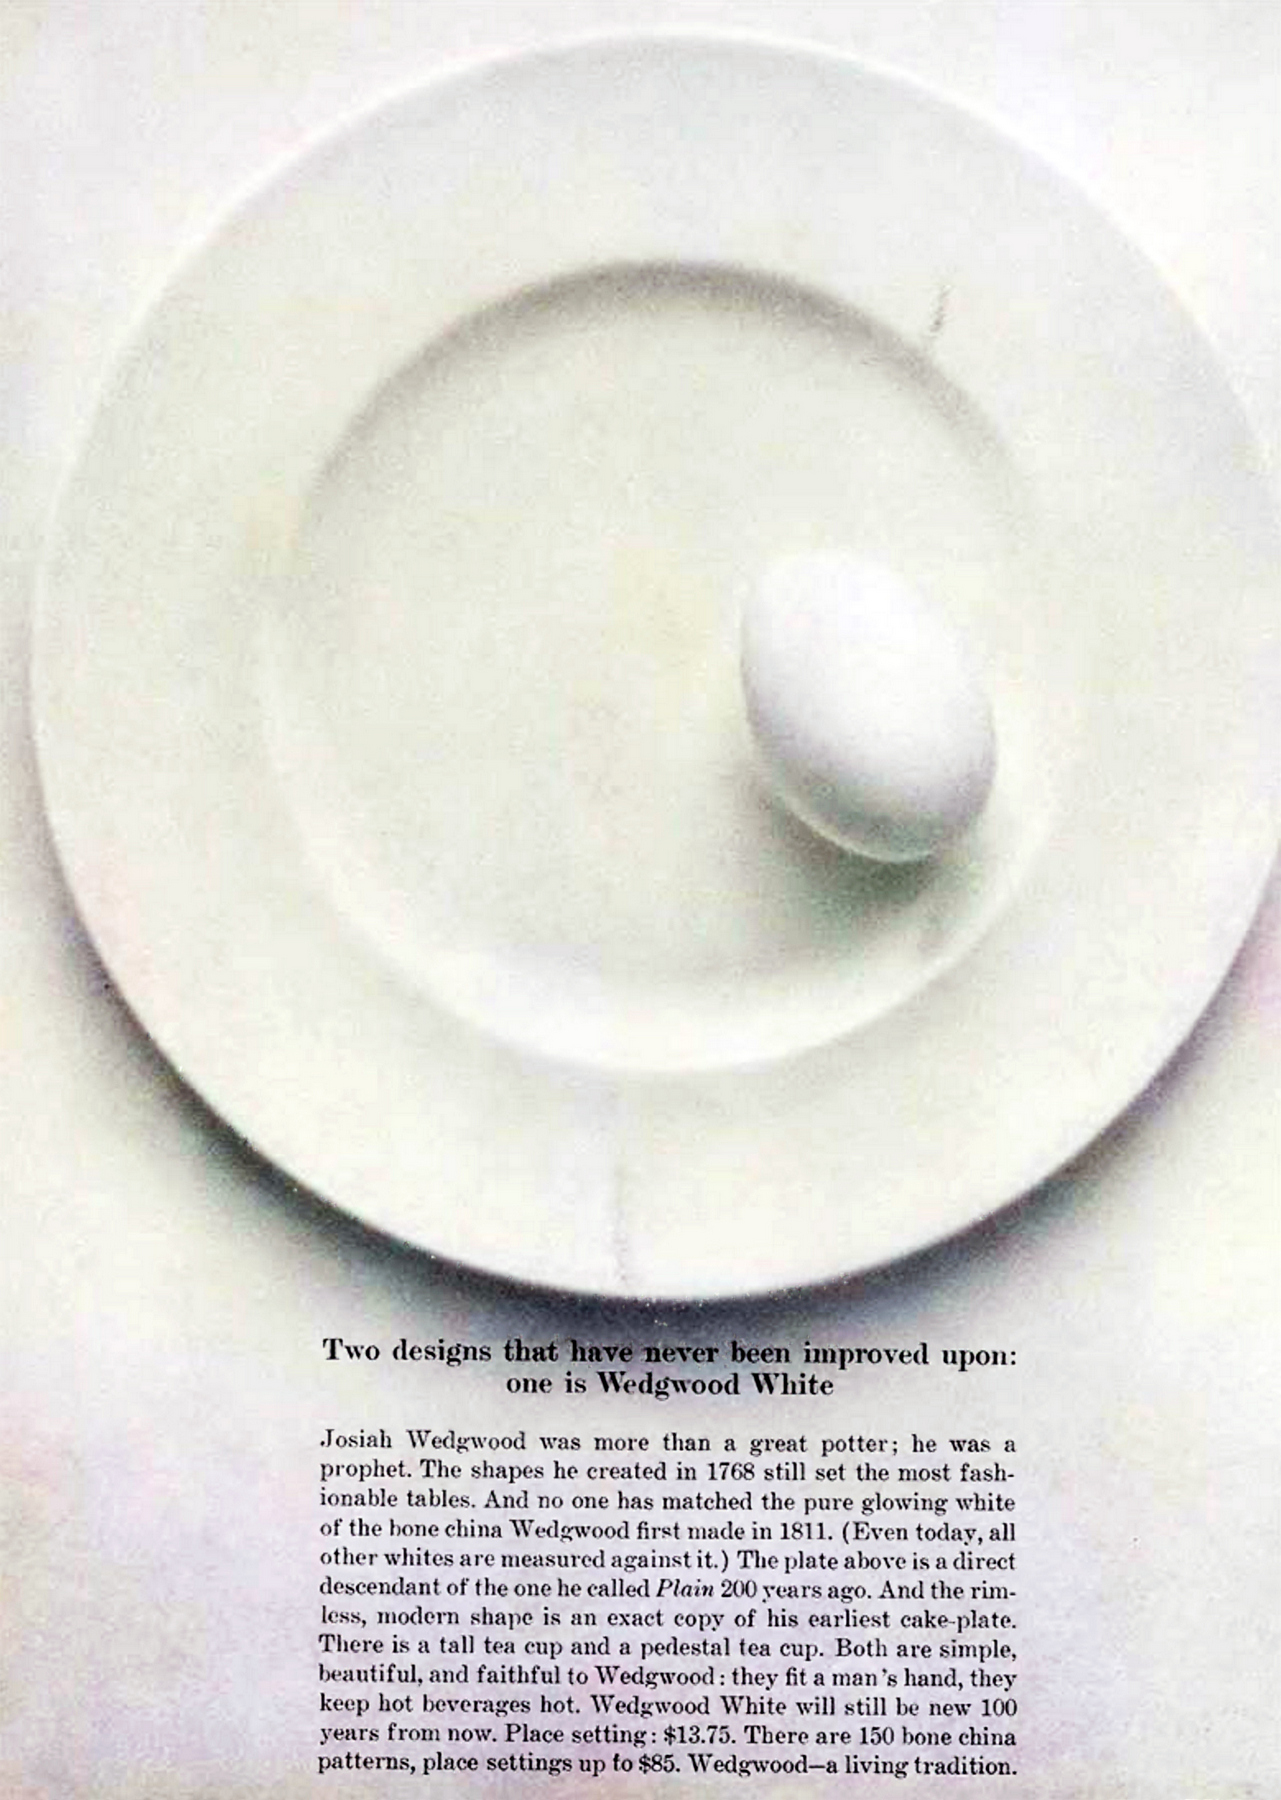 Two designs that have never been improved upon:
one is Wedgwood White
Josiah Wedgwood was more than a great potter; he was a
prophet. The shapes he created in 1768 still set the most fash-
ionable tables. And no one has matched the pure glowing white
of the bone china Wedgwood first made in 1811. (Even today, all
other whites are measured against it.) The plate above is a direct
descendant of the one he called Plain 200 years ago. And the rim-
less, modern shape is an exact copy of his earliest cake-plate.
There is a tall tea cup and a pedestal tea cup. Both are simple,
beautiful, and faithful to Wedgwood: they fit a man's hand, they
keep hot beverages hot. Wedgwood White will still be new 100
years from now. Place setting: $13.75. There are 150 bone china
patterns, place settings up to $85. Wedgwood—a living tradition.